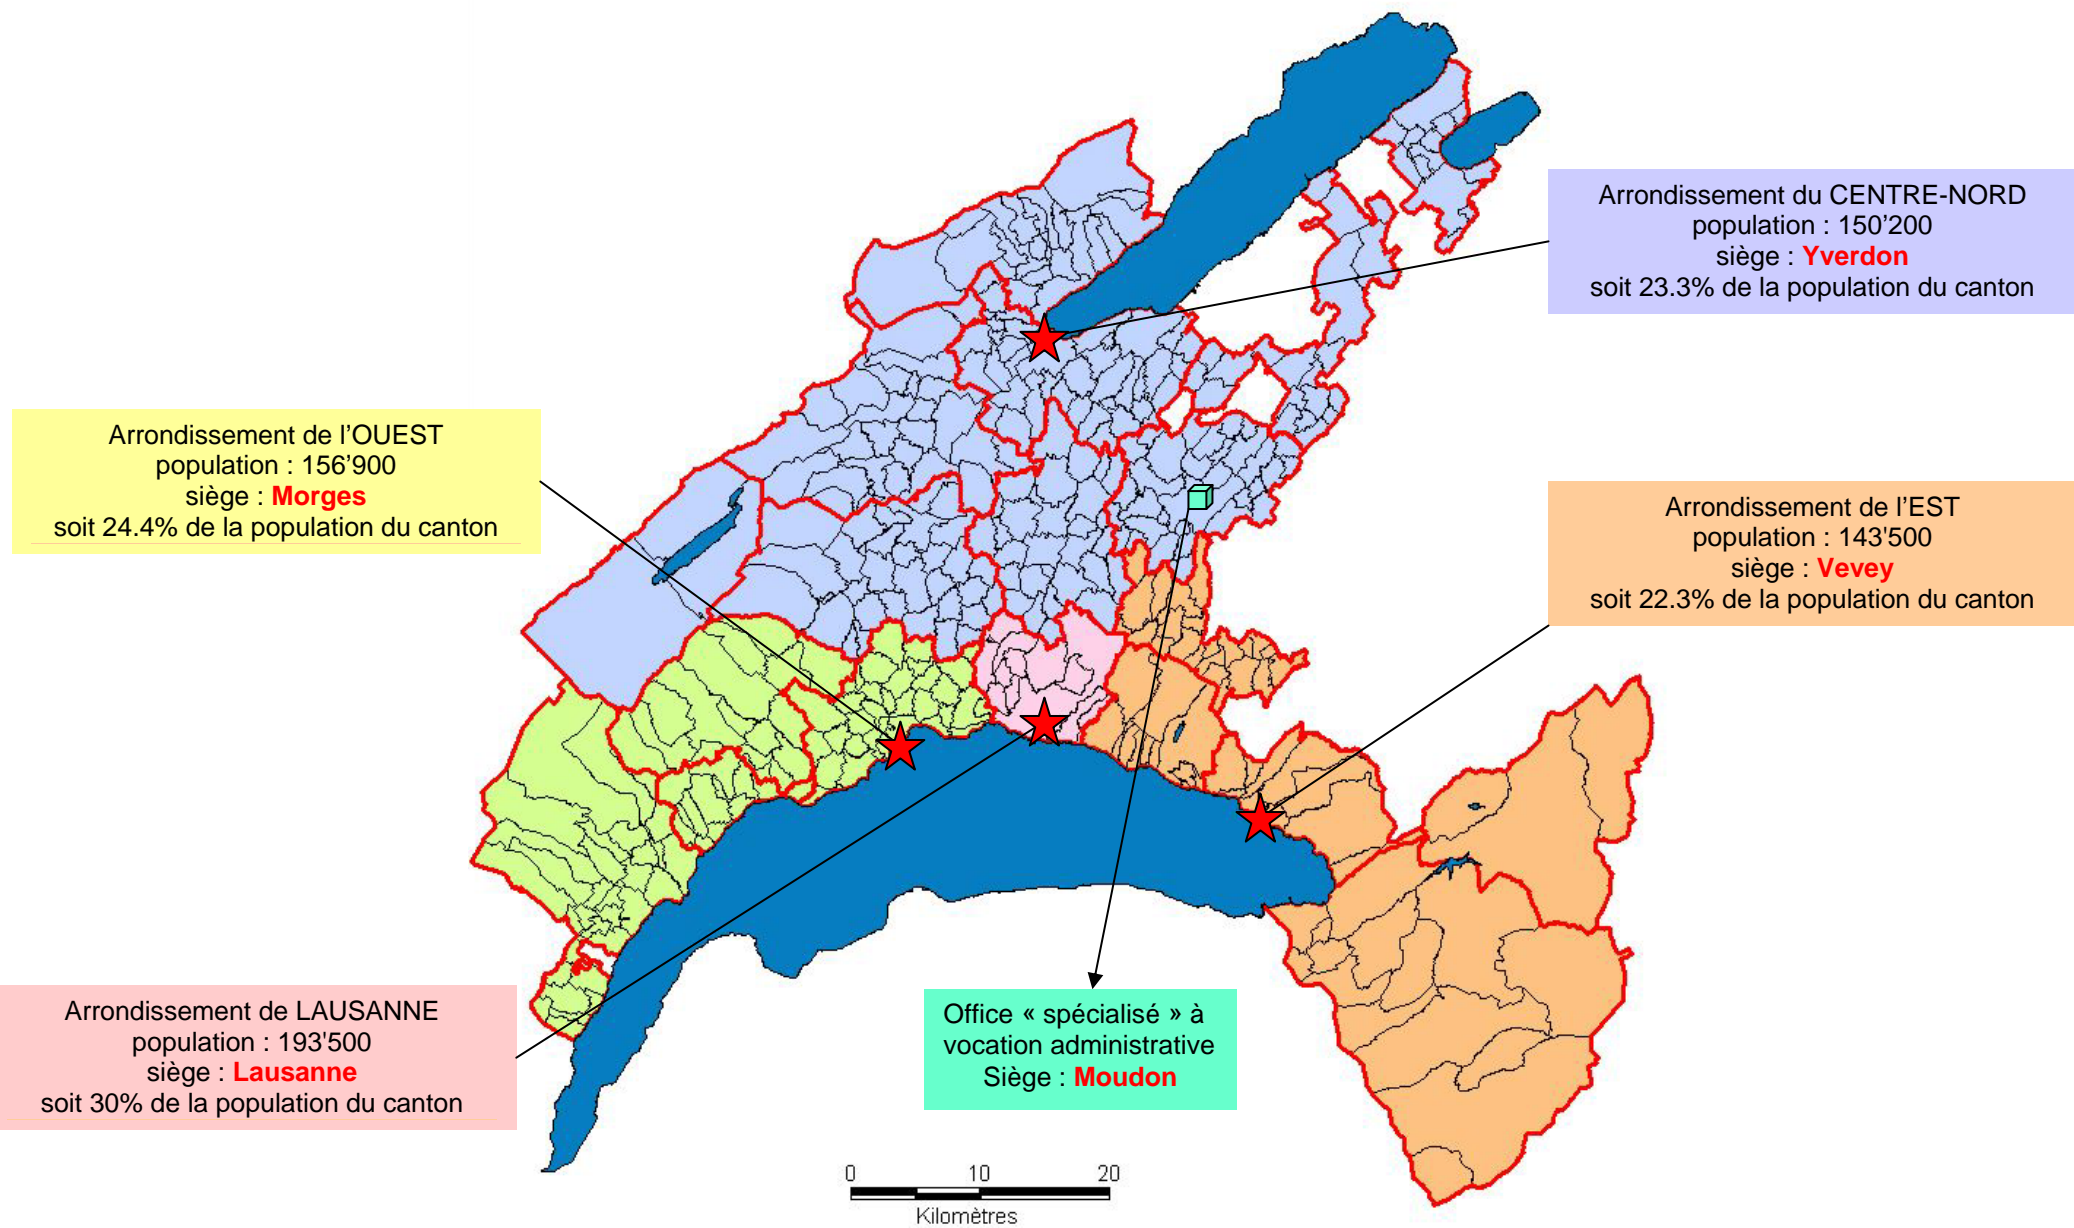 Arrondissement du CENTRE-NORD
population : 150’200
siège : Yverdon
soit 23.3% de la population du canton
Arrondissement de l’OUEST
population : 156’900
siège : Morges
soit 24.4% de la population du canton
Arrondissement de l’EST
population : 143'500
siège : Vevey
soit 22.3% de la population du canton
Arrondissement de LAUSANNE
population : 193'500
siège : Lausanne
soit 30% de la population du canton
Office « spécialisé » à
vocation administrative
Siège : Moudon
0 10 20
Kilomètres